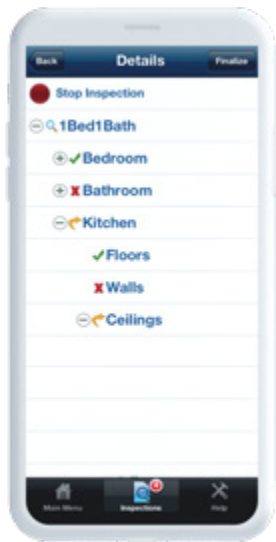 Back Details Finalize
Stop Inspection
1Bed1Bath
Bedroom
Bathroom
Kitchen
Floors
Walls
Ceilings
Main Menu Inspections Help